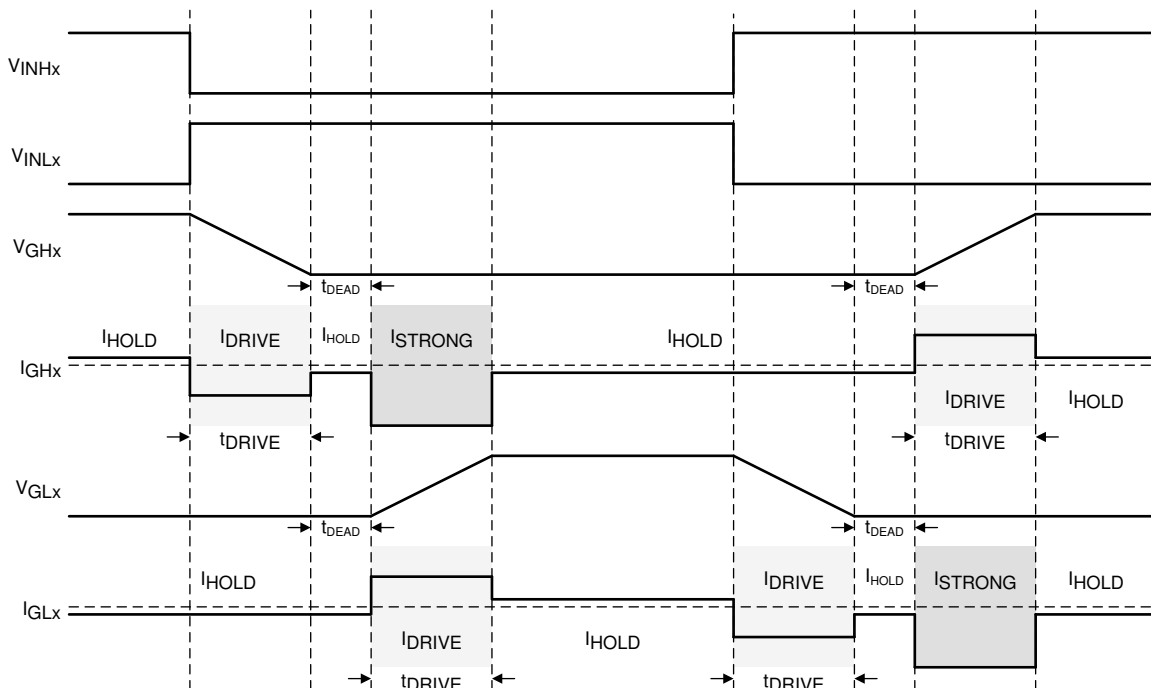 VINHx
VINLx
VGHx
tDEAD tDEAD
IHOLD IDRIVE IHOLD ISTRONG IHOLD
IGHx
IDRIVE IHOLD
tDRIVE tDRIVE
VGLx
tDEAD tDEAD
IHOLD IDRIVE IHOLD ISTRONG IHOLD
IGLx
IDRIVE IHOLD
tDRIVE tDRIVE